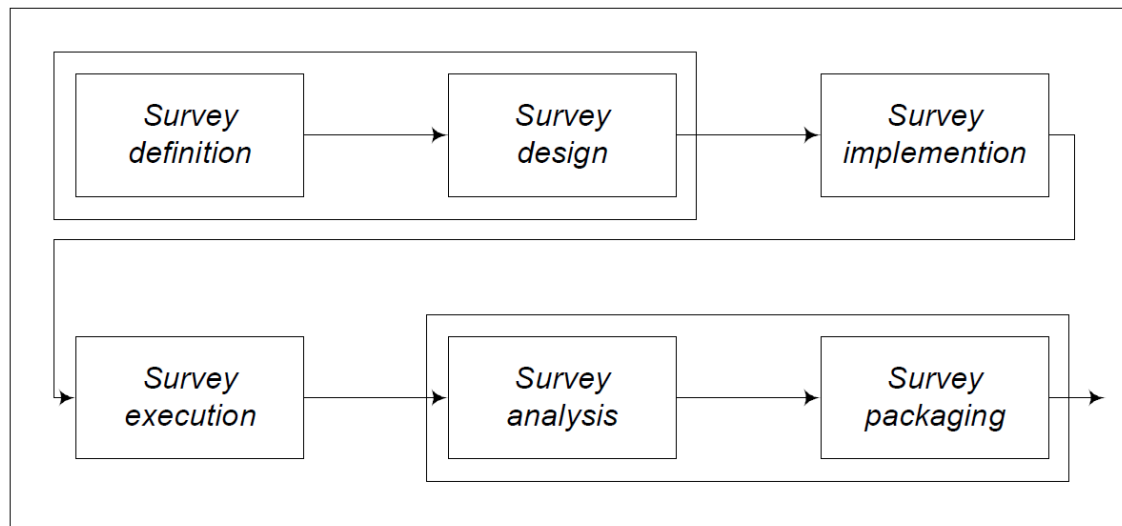 Survey
definition
Survey
design
Survey
implemention
Survey
execution
Survey
analysis
Survey
packaging